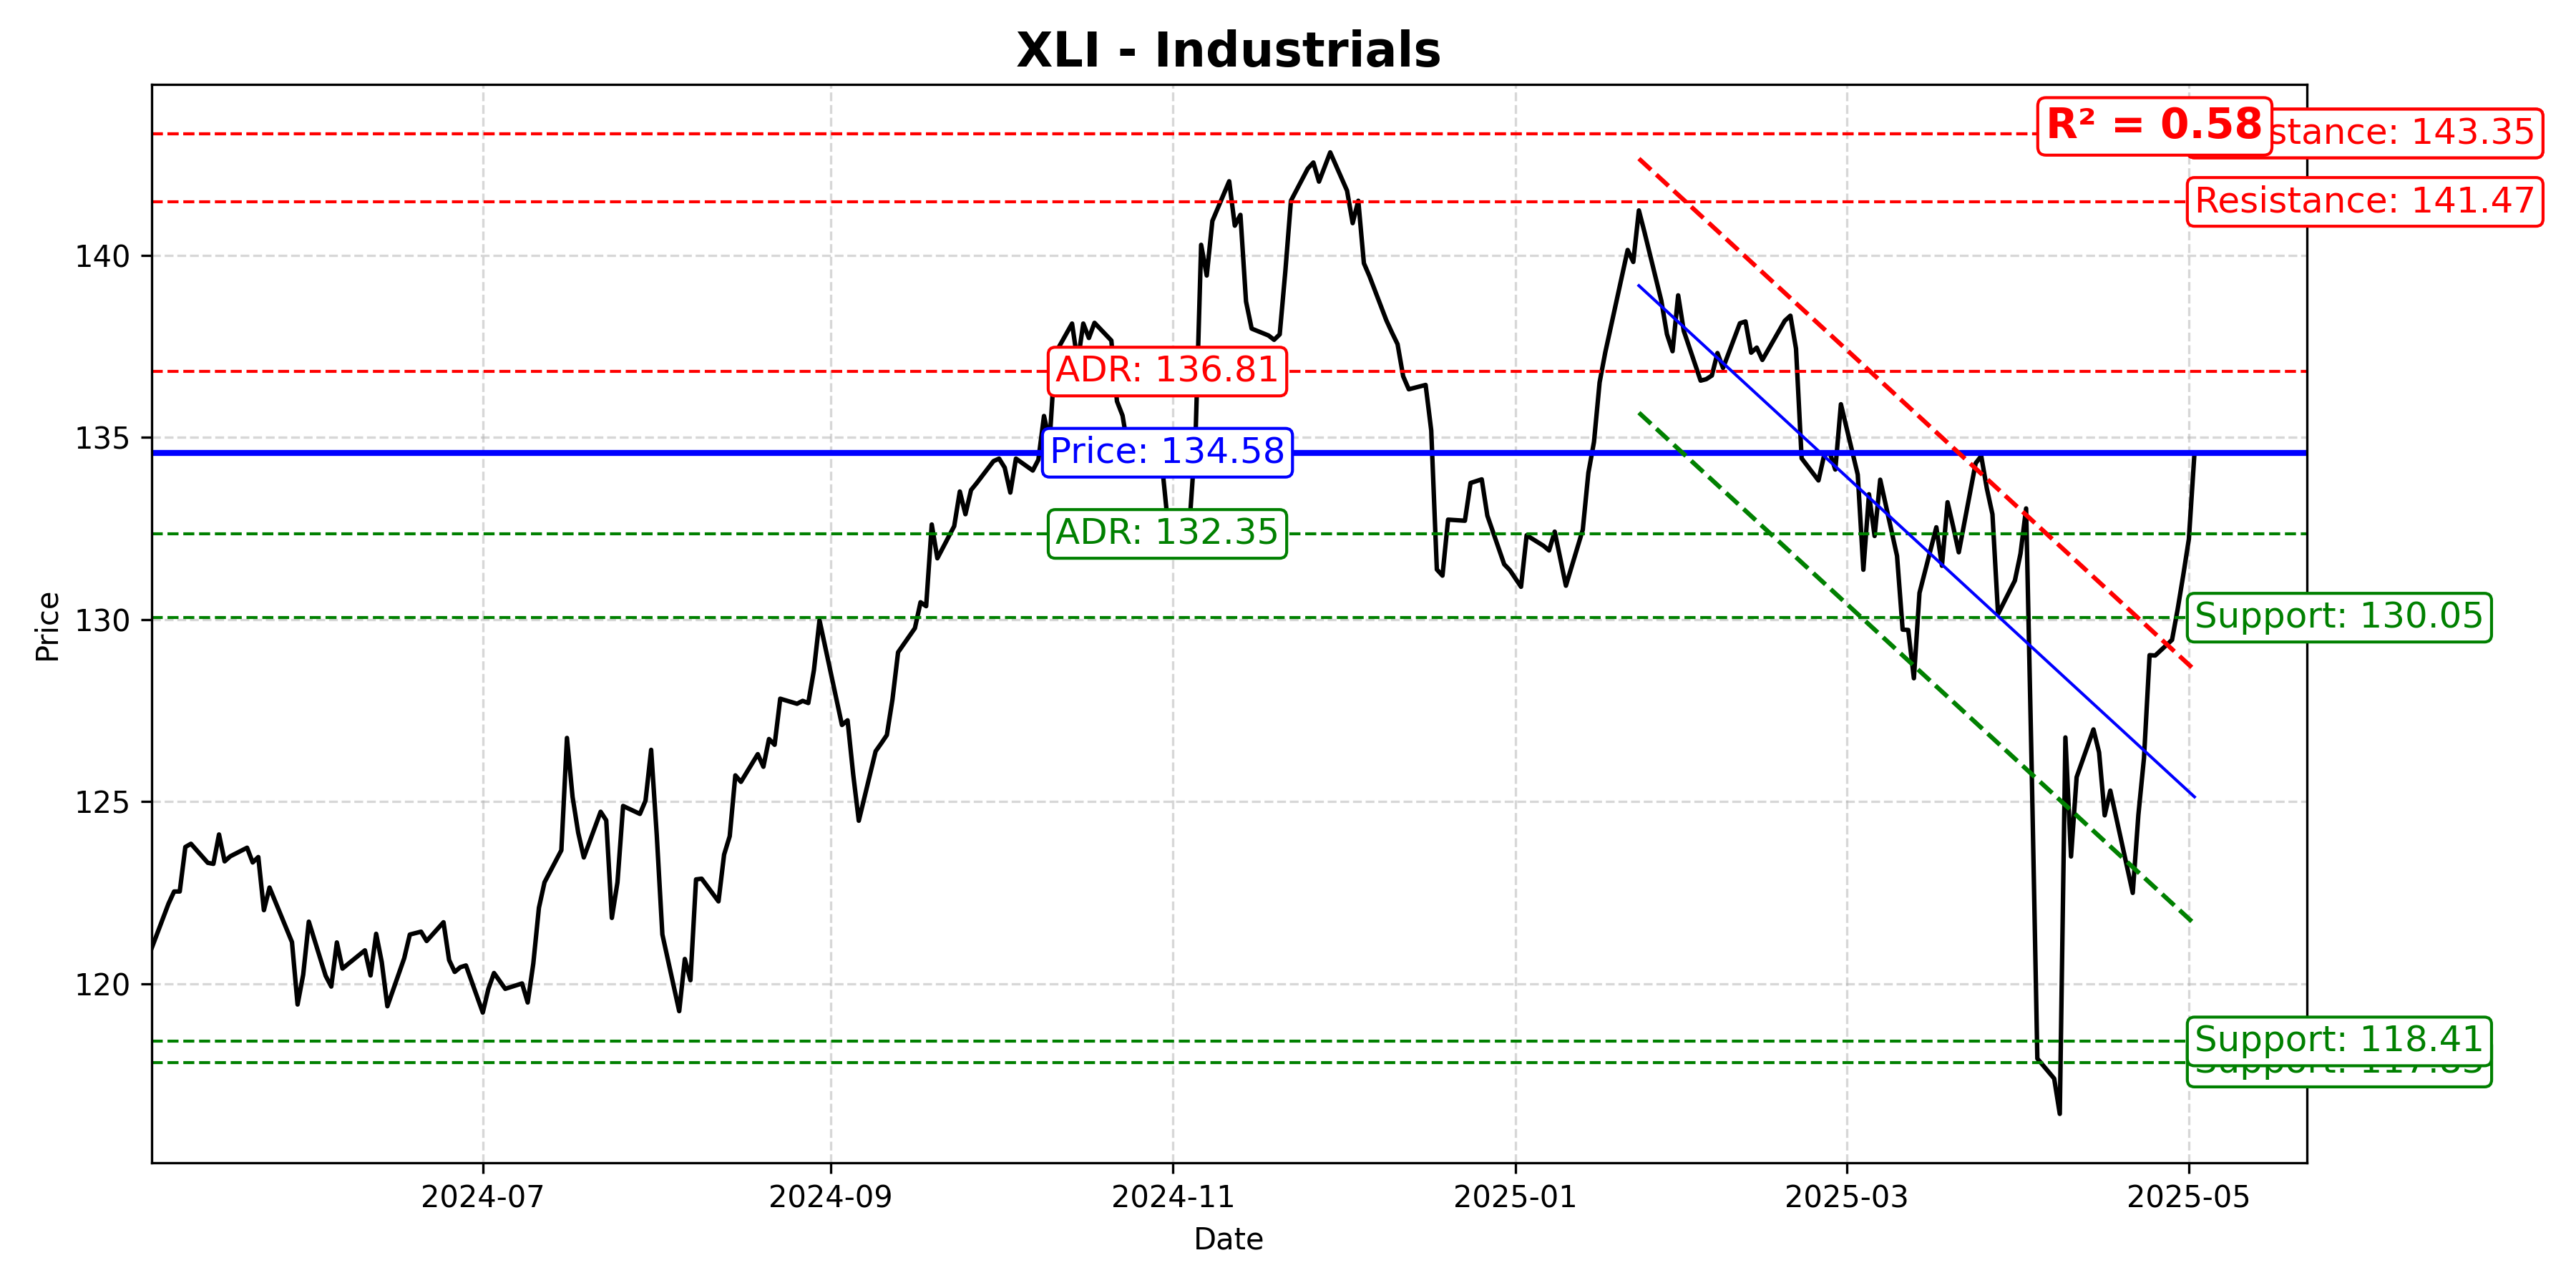 XLI - Industrials
R² = 0.58
stance: 143.35
Resistance: 141.47
140
ADR: 136.81
135
Price: 134.58
ADR: 132.35
130
Support: 130.05
Price
125
120
Support: 118.41
2024-07
2024-09
2024-11
2025-01
2025-03
2025-05
Date